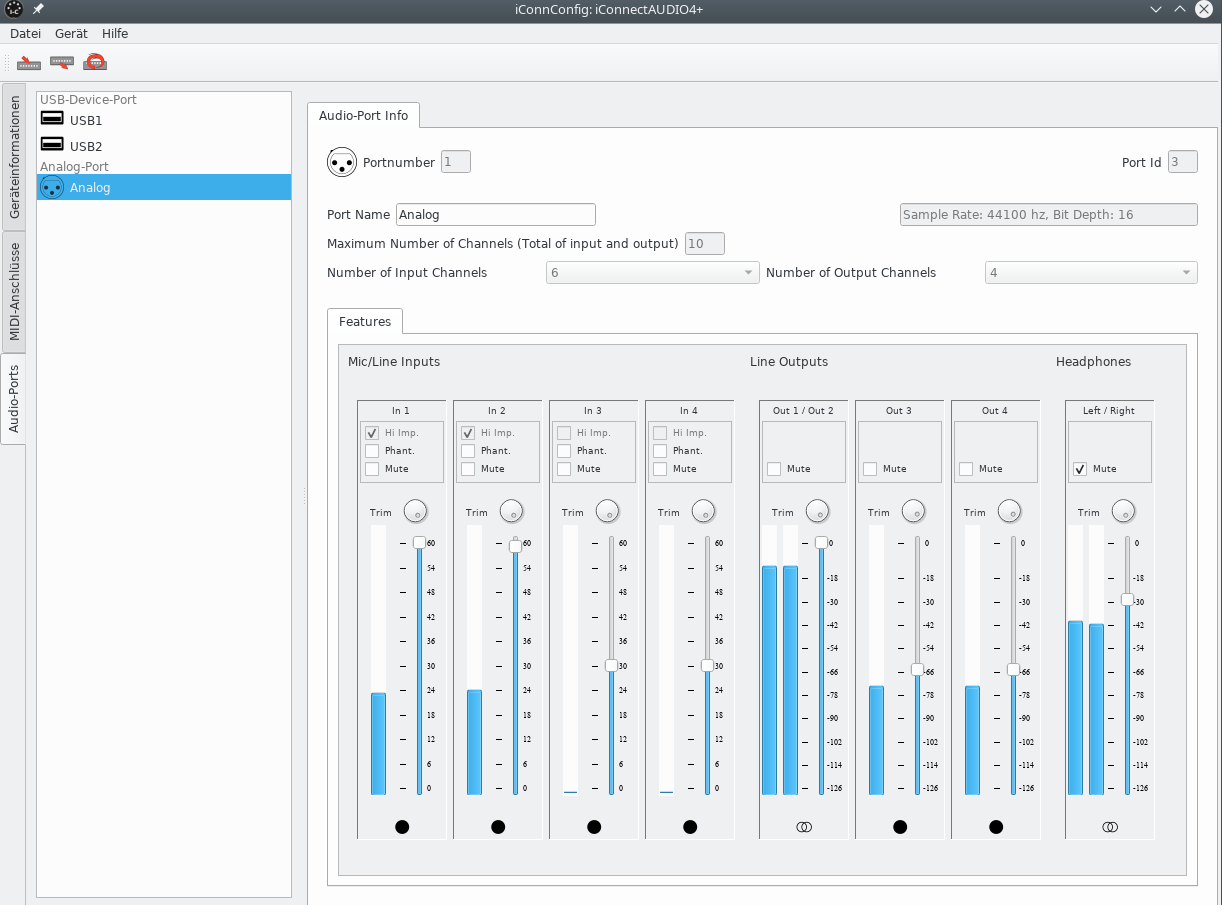 iConnConfig: iConnectAUDIO4+
Datei Gerät Hilfe
Geräteinformationen
MIDI-Anschlüsse
Audio-Ports
USB-Device-Port
USB1
USB2
Analog-Port
Analog
Audio-Port Info
Portnumber 1 Port Id 3
Port Name Analog Sample Rate: 44100 hz, Bit Depth: 16
Maximum Number of Channels (Total of input and output) 10
Number of Input Channels 6 Number of Output Channels 4
Features
Mic/Line Inputs Line Outputs Headphones
In 1 In 2 In 3 In 4 Out 1 / Out 2 Out 3 Out 4 Left / Right
Hi Imp. Hi Imp. Hi Imp. Hi Imp.
Phant. Phant. Phant. Phant.
Mute Mute Mute Mute Mute Mute Mute Mute
Trim Trim Trim Trim Trim Trim Trim Trim
60 60 60 60 0 0 0 0
54 54 54 54 -18 -18 -18 -18
48 48 48 48 -30 -30 -30 -30
42 42 42 42 -42 -42 -42 -42
36 36 36 36 -54 -54 -54 -54
30 30 30 30 -66 -66 -66 -66
24 24 24 24 -78 -78 -78 -78
18 18 18 18 -90 -90 -90 -90
12 12 12 12 -102 -102 -102 -102
6 6 6 6 -114 -114 -114 -114
0 0 0 0 -126 -126 -126 -126